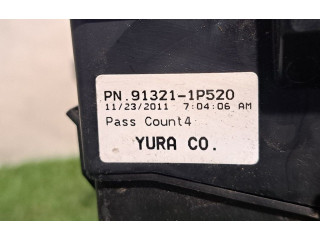 PN.91321-1P520
11/23/2011 7:04:06 AM
Pass Count4
YURA CO.